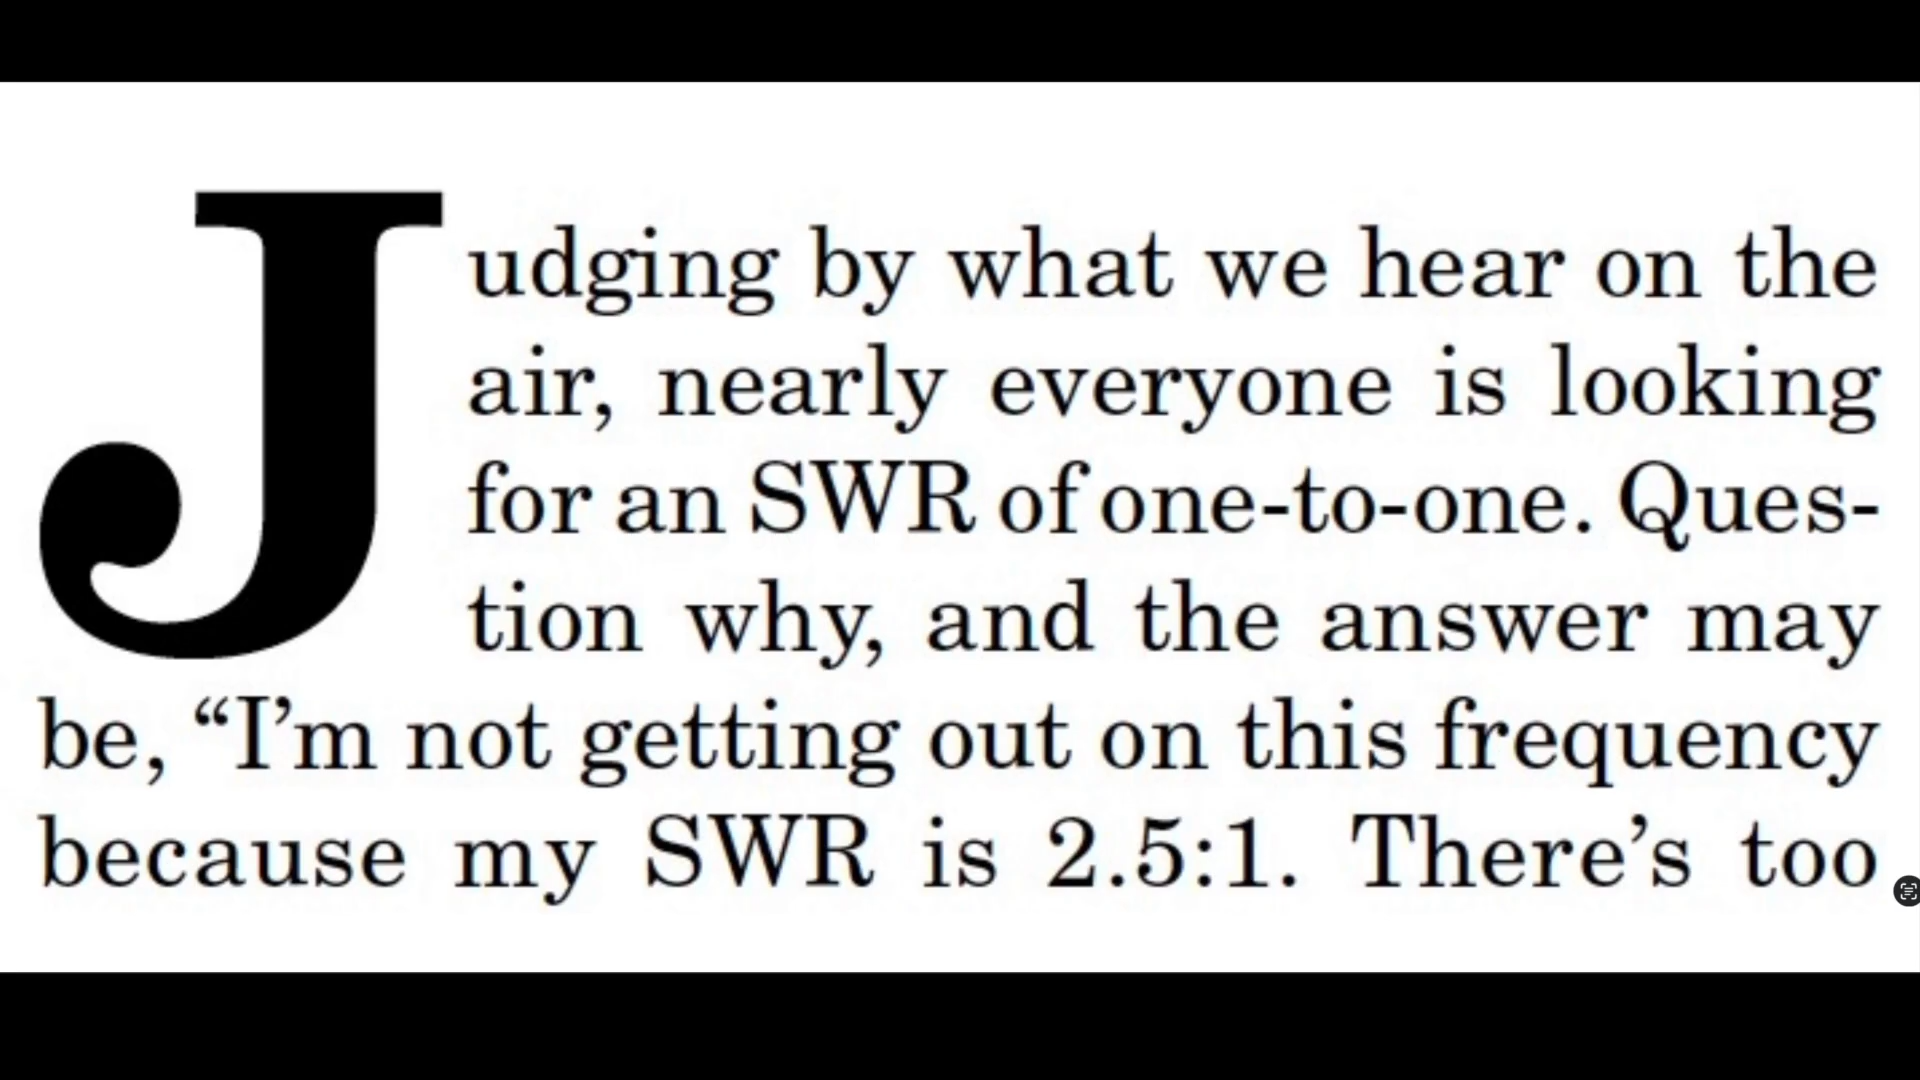 Judging by what we hear on the
air, nearly everyone is looking
for an SWR of one-to-one. Ques-
tion why, and the answer may
be, “I’m not getting out on this frequency
because my SWR is 2.5:1. There’s too